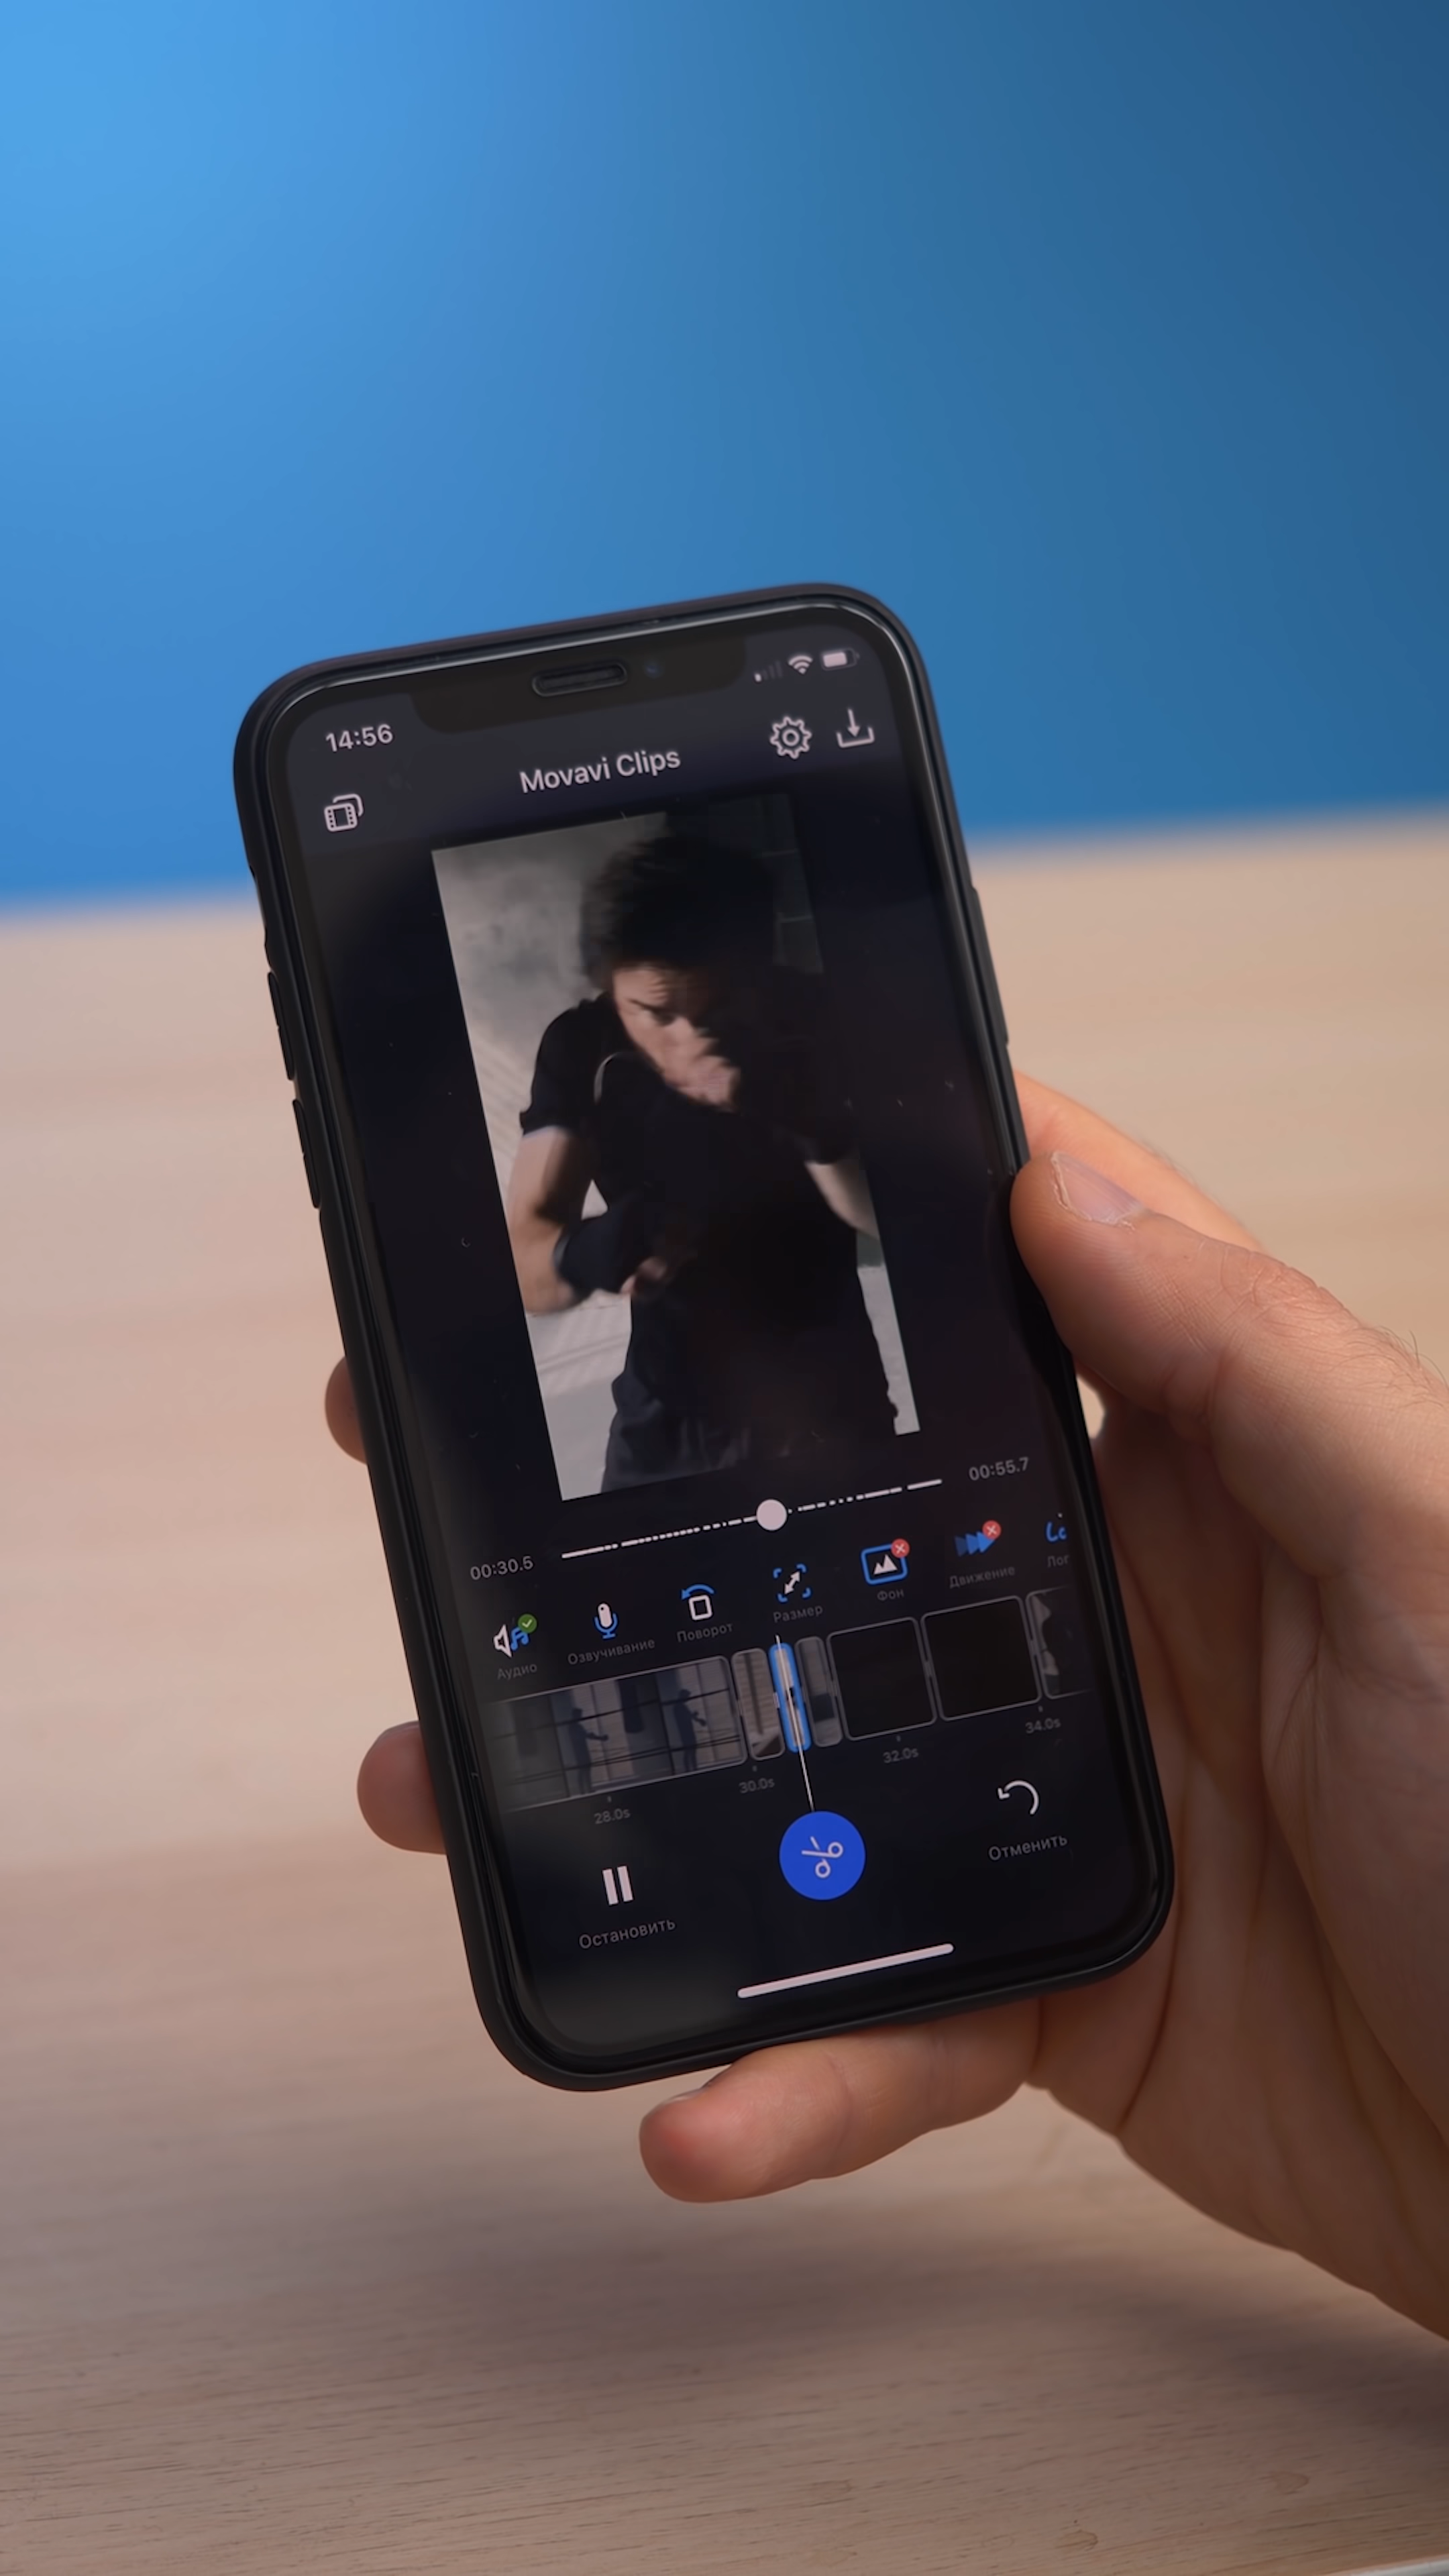 14:56
Movavi Clips
00:55.7
00:30.5
Аудио
Озвучивание
Поворот
Размер
Фон
Движение
Лог
28.0s
30.0s
32.0s
34.0s
Остановить
Отменить